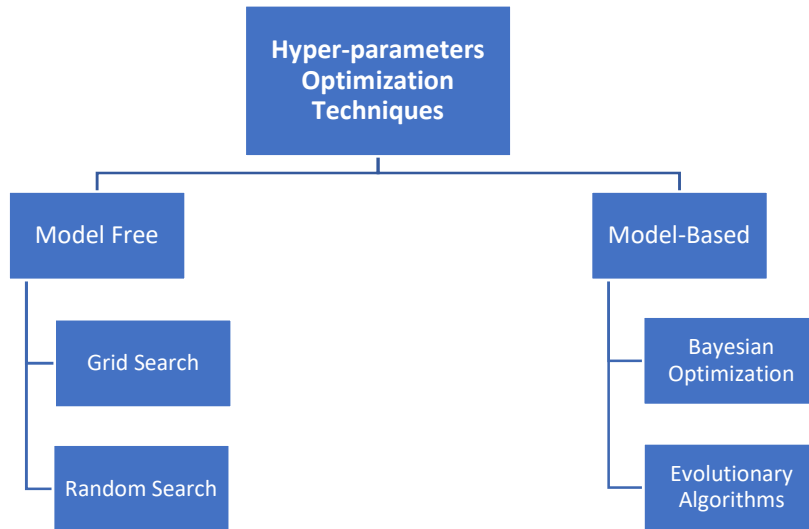 Hyper-parameters
Optimization
Techniques
Model Free
Model-Based
Grid Search
Bayesian
Optimization
Random Search
Evolutionary
Algorithms